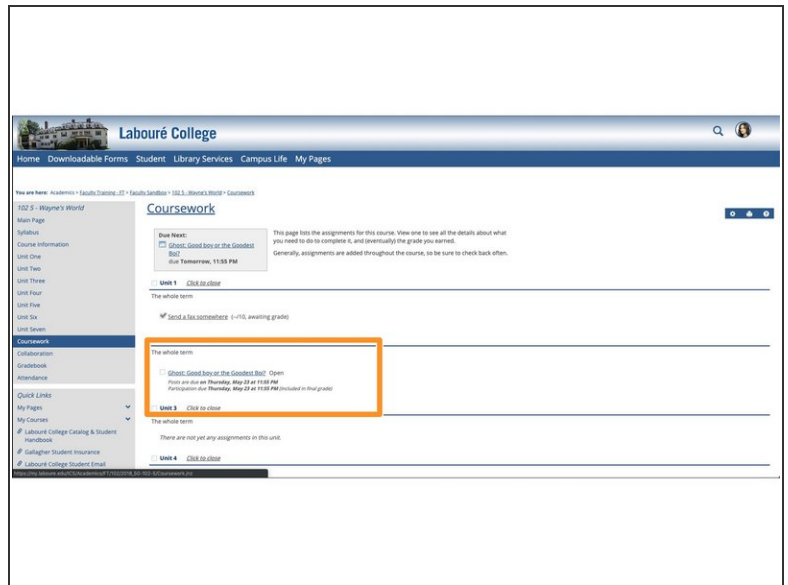 Labouré College
Home Downloadable Forms Student Library Services Campus Life My Pages
You are here: Academics > Faculty Training - FT > Faculty Sandbox > 102 S - Wayne's World > Coursework
102 S - Wayne's World
Main Page
Syllabus
Course Information
Unit One
Unit Two
Unit Three
Unit Four
Unit Five
Unit Six
Unit Seven
Coursework
Collaboration
Gradebook
Attendance
Quick Links
My Pages
My Courses
Labouré College Catalog & Student
Handbook
Gallagher Student Insurance
Labouré College Student Email
Coursework
Due Next:
Ghost: Good boy or the Goodest
Boi?
due Tomorrow, 11:55 PM
This page lists the assignments for this course. View one to see all the details about what
you need to do to complete it, and (eventually) the grade you earned.
Generally, assignments are added throughout the course, so be sure to check back often.
Unit 1 Click to close
The whole term
Send a fax somewhere (--/10, awaiting grade)
The whole term
Ghost: Good boy or the Goodest Boi? Open
Posts are due on Thursday, May 23 at 11:55 PM
Participation due Thursday, May 23 at 11:55 PM (Included in final grade)
Unit 3 Click to close
The whole term
There are not yet any assignments in this unit.
Unit 4 Click to close